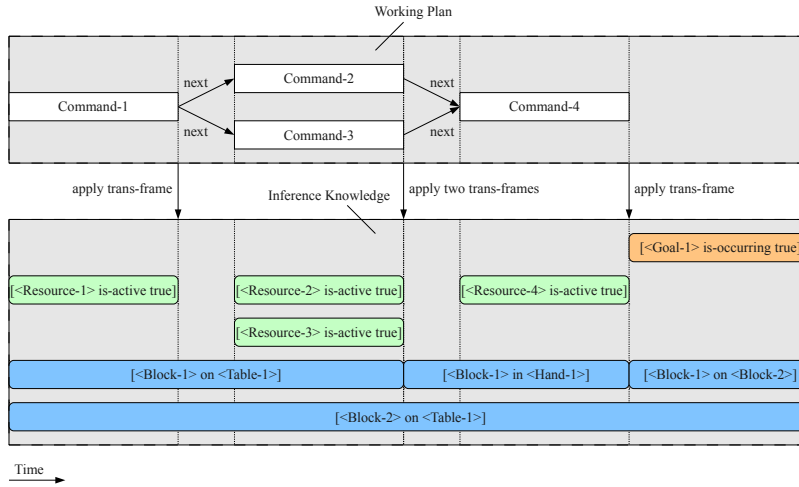 Working Plan
next
Command-2
next
Command-1
Command-4
next
Command-3
next
apply trans-frame
apply two trans-frames
apply trans-frame
Inference Knowledge
[<Goal-1> is-occurring true]
[<Resource-1> is-active true]
[<Resource-2> is-active true]
[<Resource-4> is-active true]
[<Resource-3> is-active true]
[<Block-1> on <Table-1>]
[<Block-1> in <Hand-1>]
[<Block-1> on <Block-2>]
[<Block-2> on <Table-1>]
Time